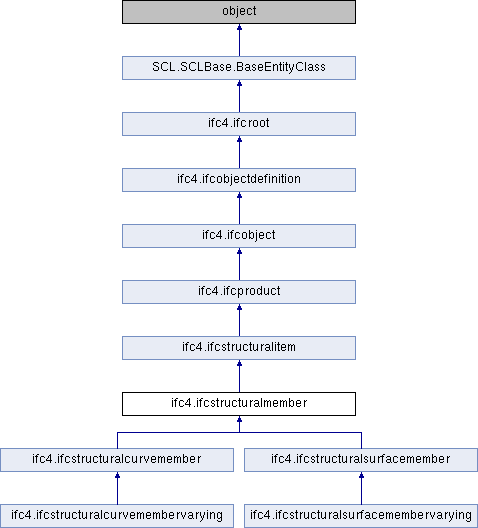 object
SCL.SCLBase.BaseEntityClass
ifc4.ifcroot
ifc4.ifcobjectdefinition
ifc4.ifcobject
ifc4.ifcproduct
ifc4.ifcstructuralitem
ifc4.ifcstructuralmember
ifc4.ifcstructuralcurvemember
ifc4.ifcstructuralsurfacemember
ifc4.ifcstructuralcurvemembervarying
ifc4.ifcstructuralsurfacemembervarying